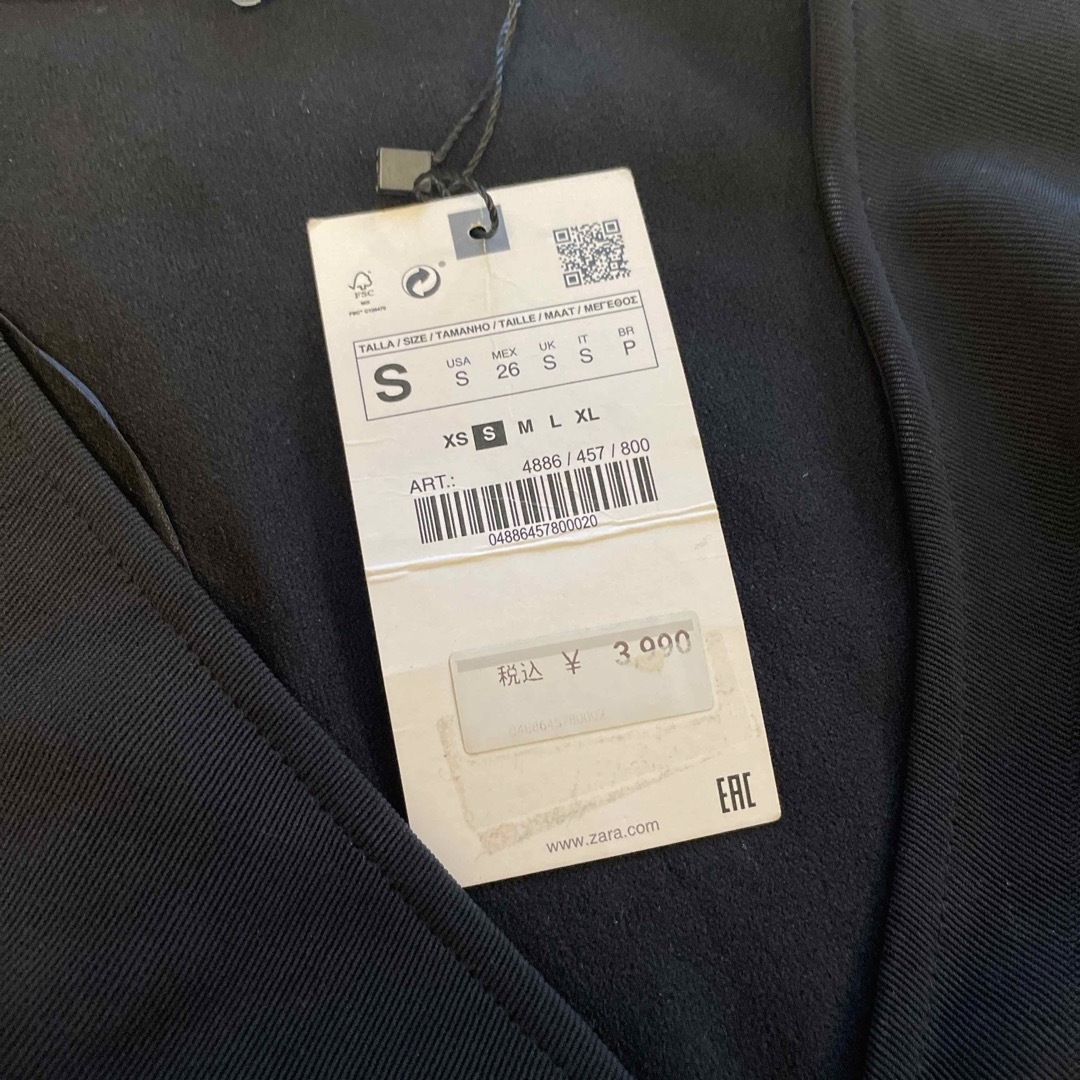 FSC
MIX
TALLA / SIZE / TAMANHO / TAILLE / MAAT / ΜΕΓΕΘΟΣ
S USA S MEX 26 UK S IT S BR P
XS S M L XL
ART.: 4886 / 457 / 800
04886457800020
税込 ¥ 3,990
EAC
www.zara.com